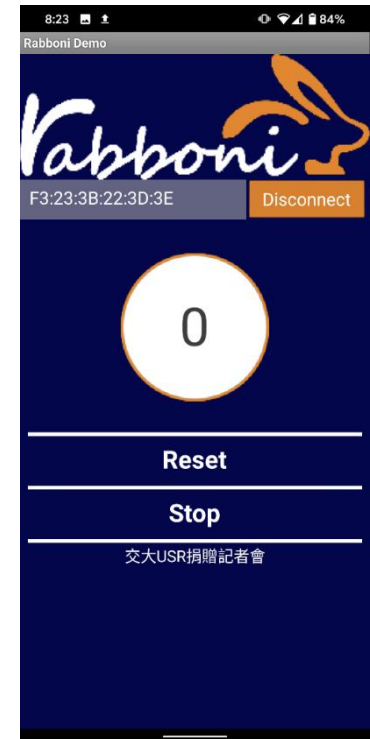 8:23 84%
Rabboni Demo
rabboni
F3:23:3B:22:3D:3E Disconnect
0
Reset
Stop
交大USR捐贈記者會